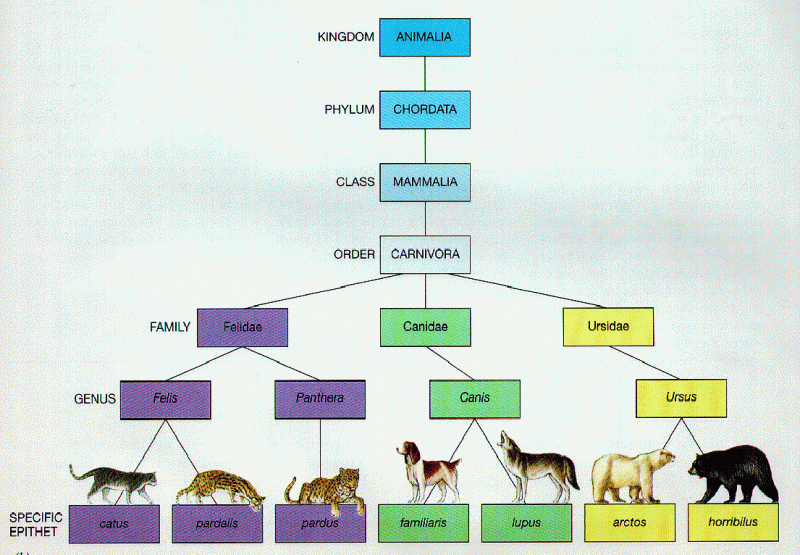 KINGDOM ANIMALIA
PHYLUM CHORDATA
CLASS MAMMALIA
ORDER CARNIVORA
FAMILY Felidae Canidae Ursidae
GENUS Felis Panthera Canis Ursus
SPECIFIC
EPITHET
catus pardalis pardus familiaris lupus arctos horribilus